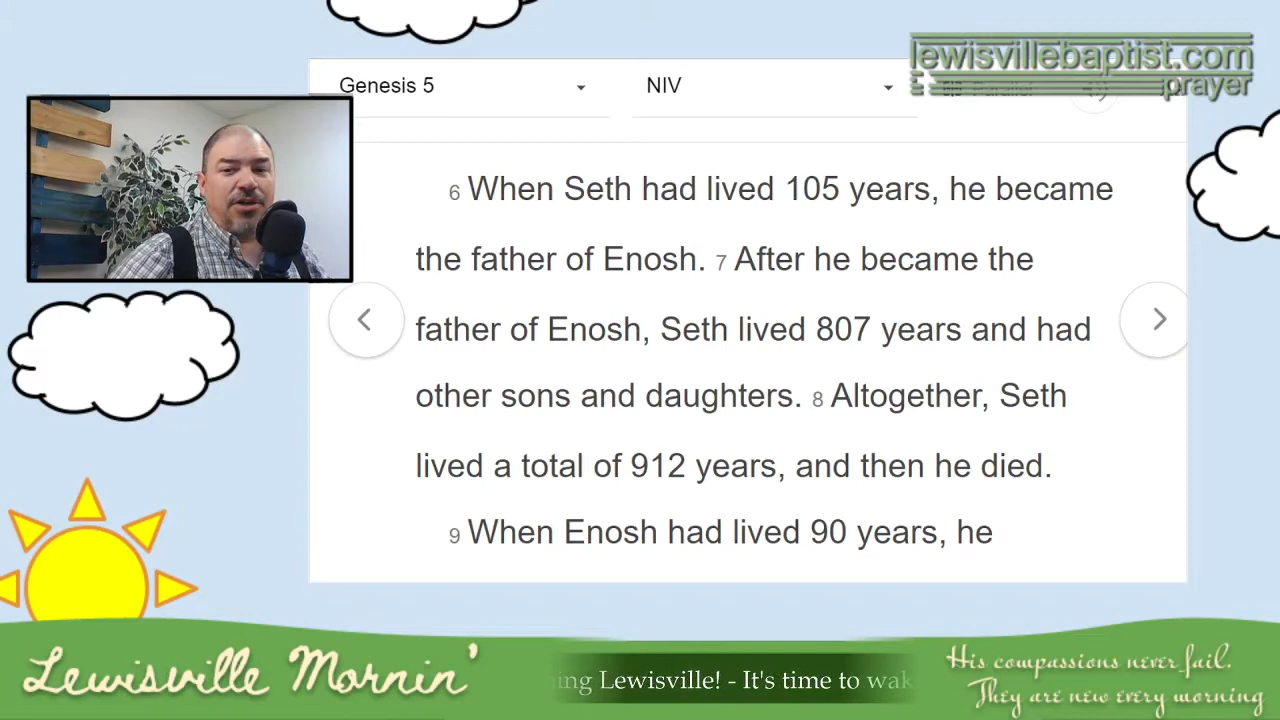 lewisvillebaptist.com
prayer
Genesis 5
NIV
6 When Seth had lived 105 years, he became
the father of Enosh. 7 After he became the
father of Enosh, Seth lived 807 years and had
other sons and daughters. 8 Altogether, Seth
lived a total of 912 years, and then he died.
9 When Enosh had lived 90 years, he
Lewisville Mornin'
ing Lewisville! - It's time to wak
His compassions never fail.
They are new every morning